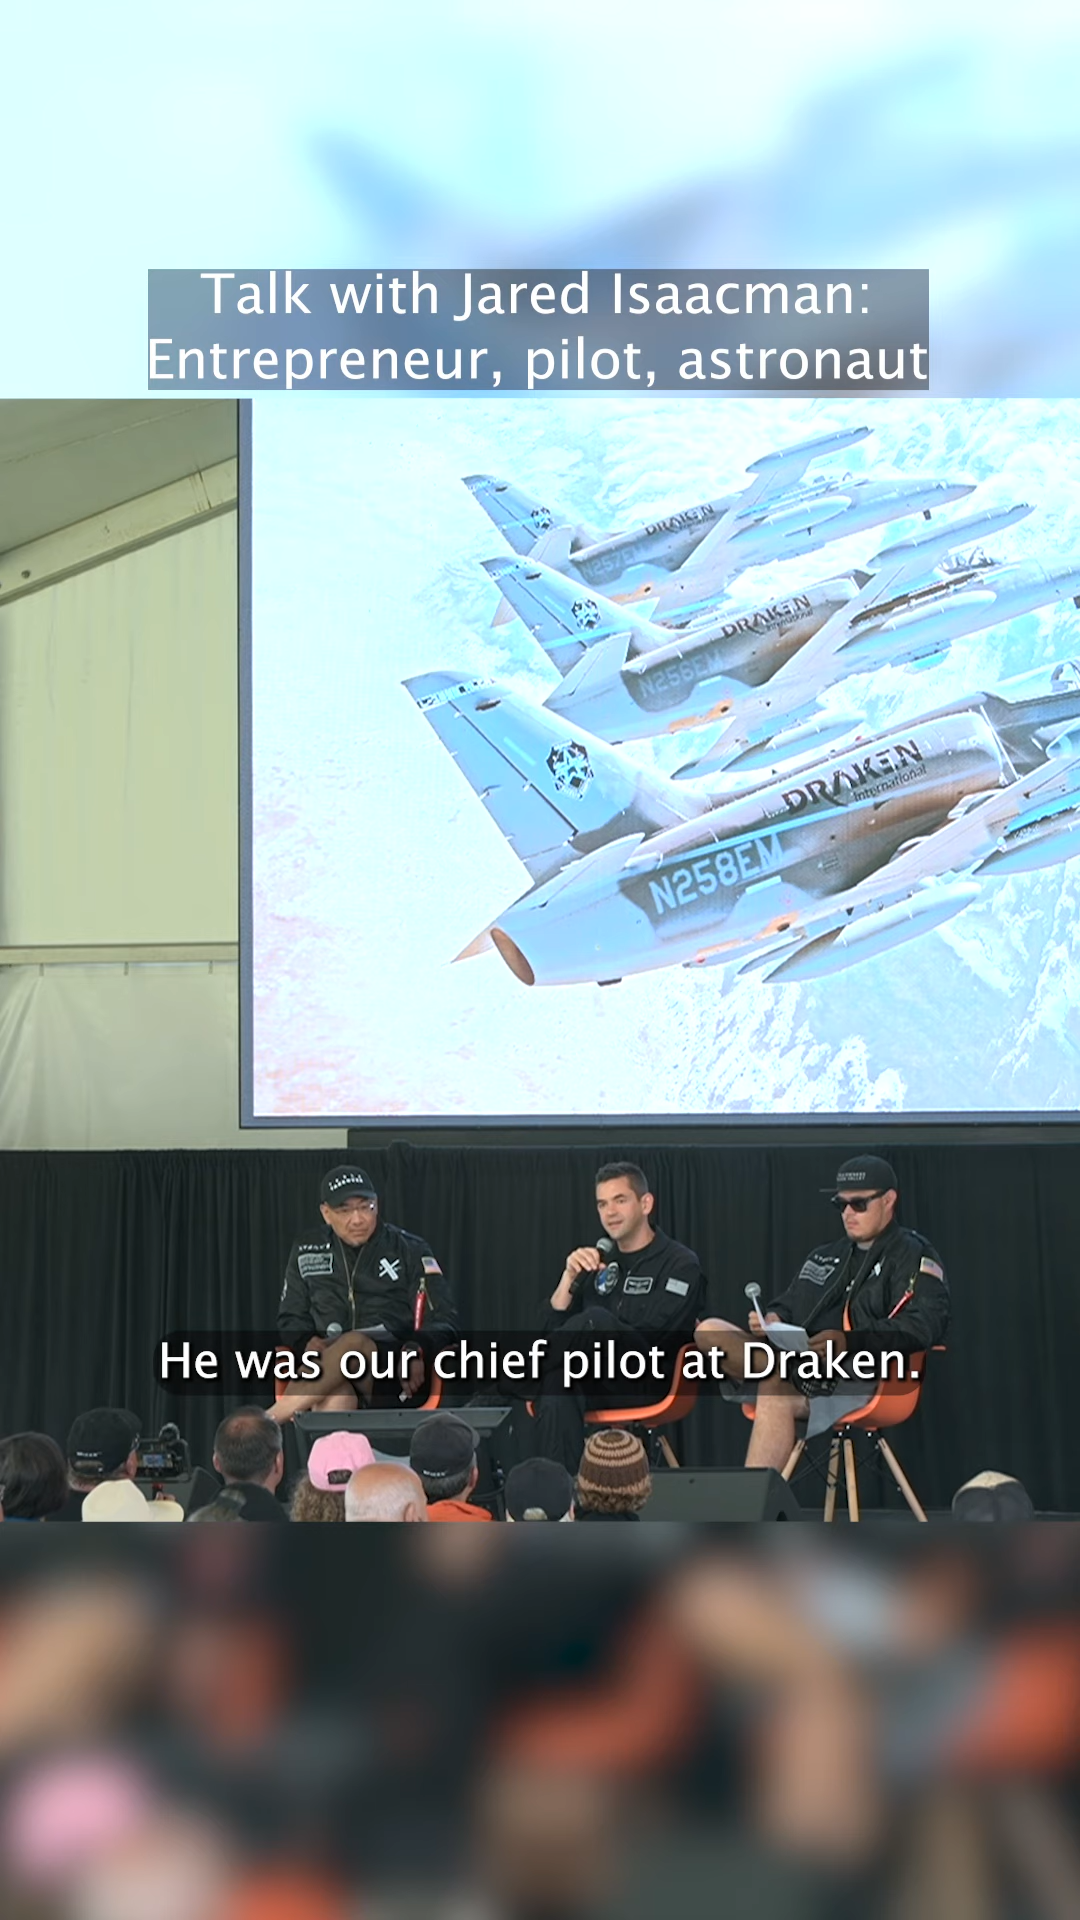 Talk with Jared Isaacman:
Entrepreneur, pilot, astronaut
DRAKEN
N257EM
DRAKEN
International
N256EM
DRAKEN
International
N258EM
He was our chief pilot at Draken.